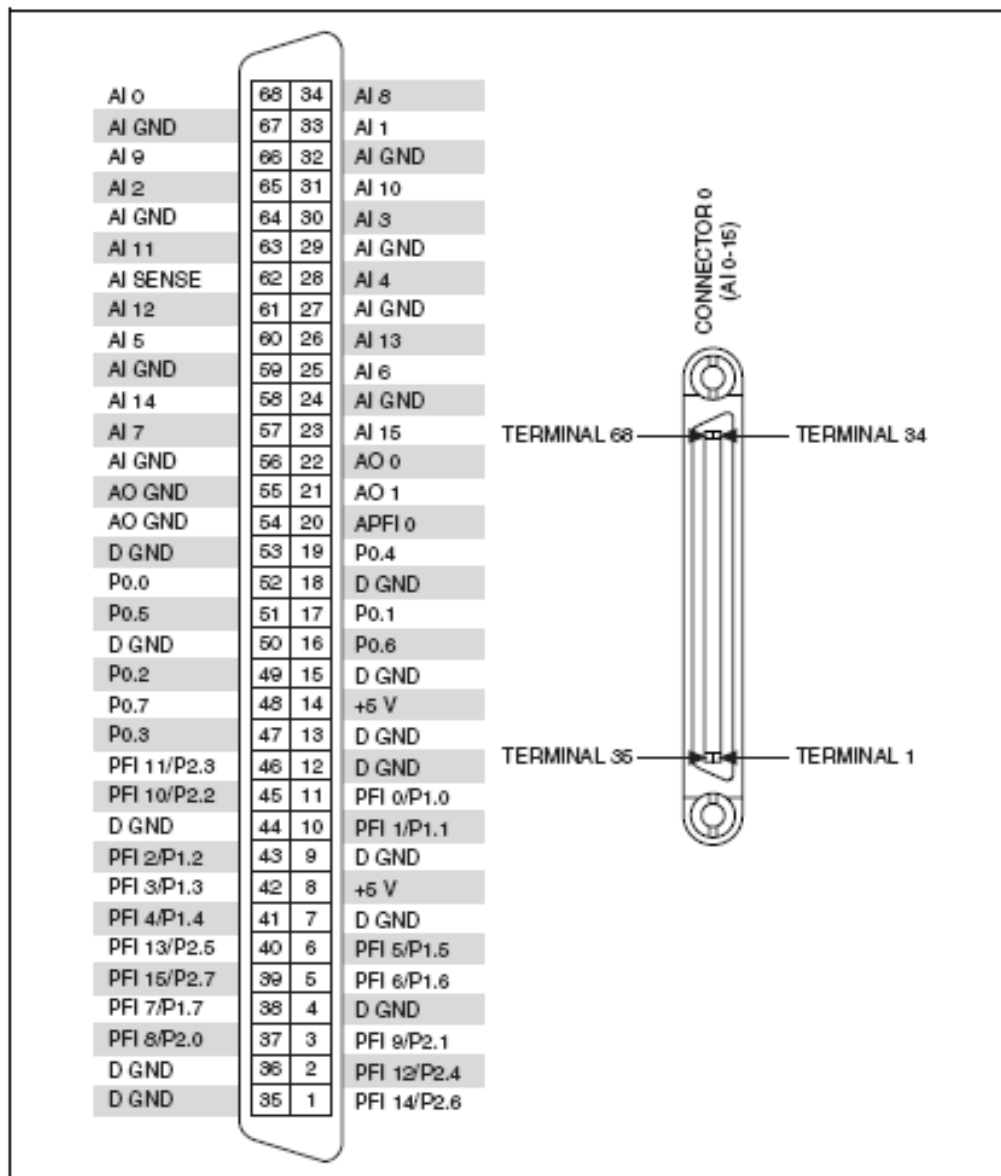 AI 0 68 34 AI 8
AI GND 67 33 AI 1
AI 9 66 32 AI GND
AI 2 65 31 AI 10
AI GND 64 30 AI 3
AI 11 63 29 AI GND
AI SENSE 62 28 AI 4
AI 12 61 27 AI GND
AI 5 60 26 AI 13
AI GND 59 25 AI 6
AI 14 58 24 AI GND
AI 7 57 23 AI 15
AI GND 56 22 AO 0
AO GND 55 21 AO 1
AO GND 54 20 APFI 0
D GND 53 19 P0.4
P0.0 52 18 D GND
P0.5 51 17 P0.1
D GND 50 16 P0.6
P0.2 49 15 D GND
P0.7 48 14 +5 V
P0.3 47 13 D GND
PFI 11/P2.3 46 12 D GND
PFI 10/P2.2 45 11 PFI 0/P1.0
D GND 44 10 PFI 1/P1.1
PFI 2/P1.2 43 9 D GND
PFI 3/P1.3 42 8 +5 V
PFI 4/P1.4 41 7 D GND
PFI 13/P2.5 40 6 PFI 5/P1.5
PFI 15/P2.7 39 5 PFI 6/P1.6
PFI 7/P1.7 38 4 D GND
PFI 8/P2.0 37 3 PFI 9/P2.1
D GND 36 2 PFI 12/P2.4
D GND 35 1 PFI 14/P2.6
CONNECTOR 0
(AI 0-15)
TERMINAL 68 TERMINAL 34
TERMINAL 35 TERMINAL 1